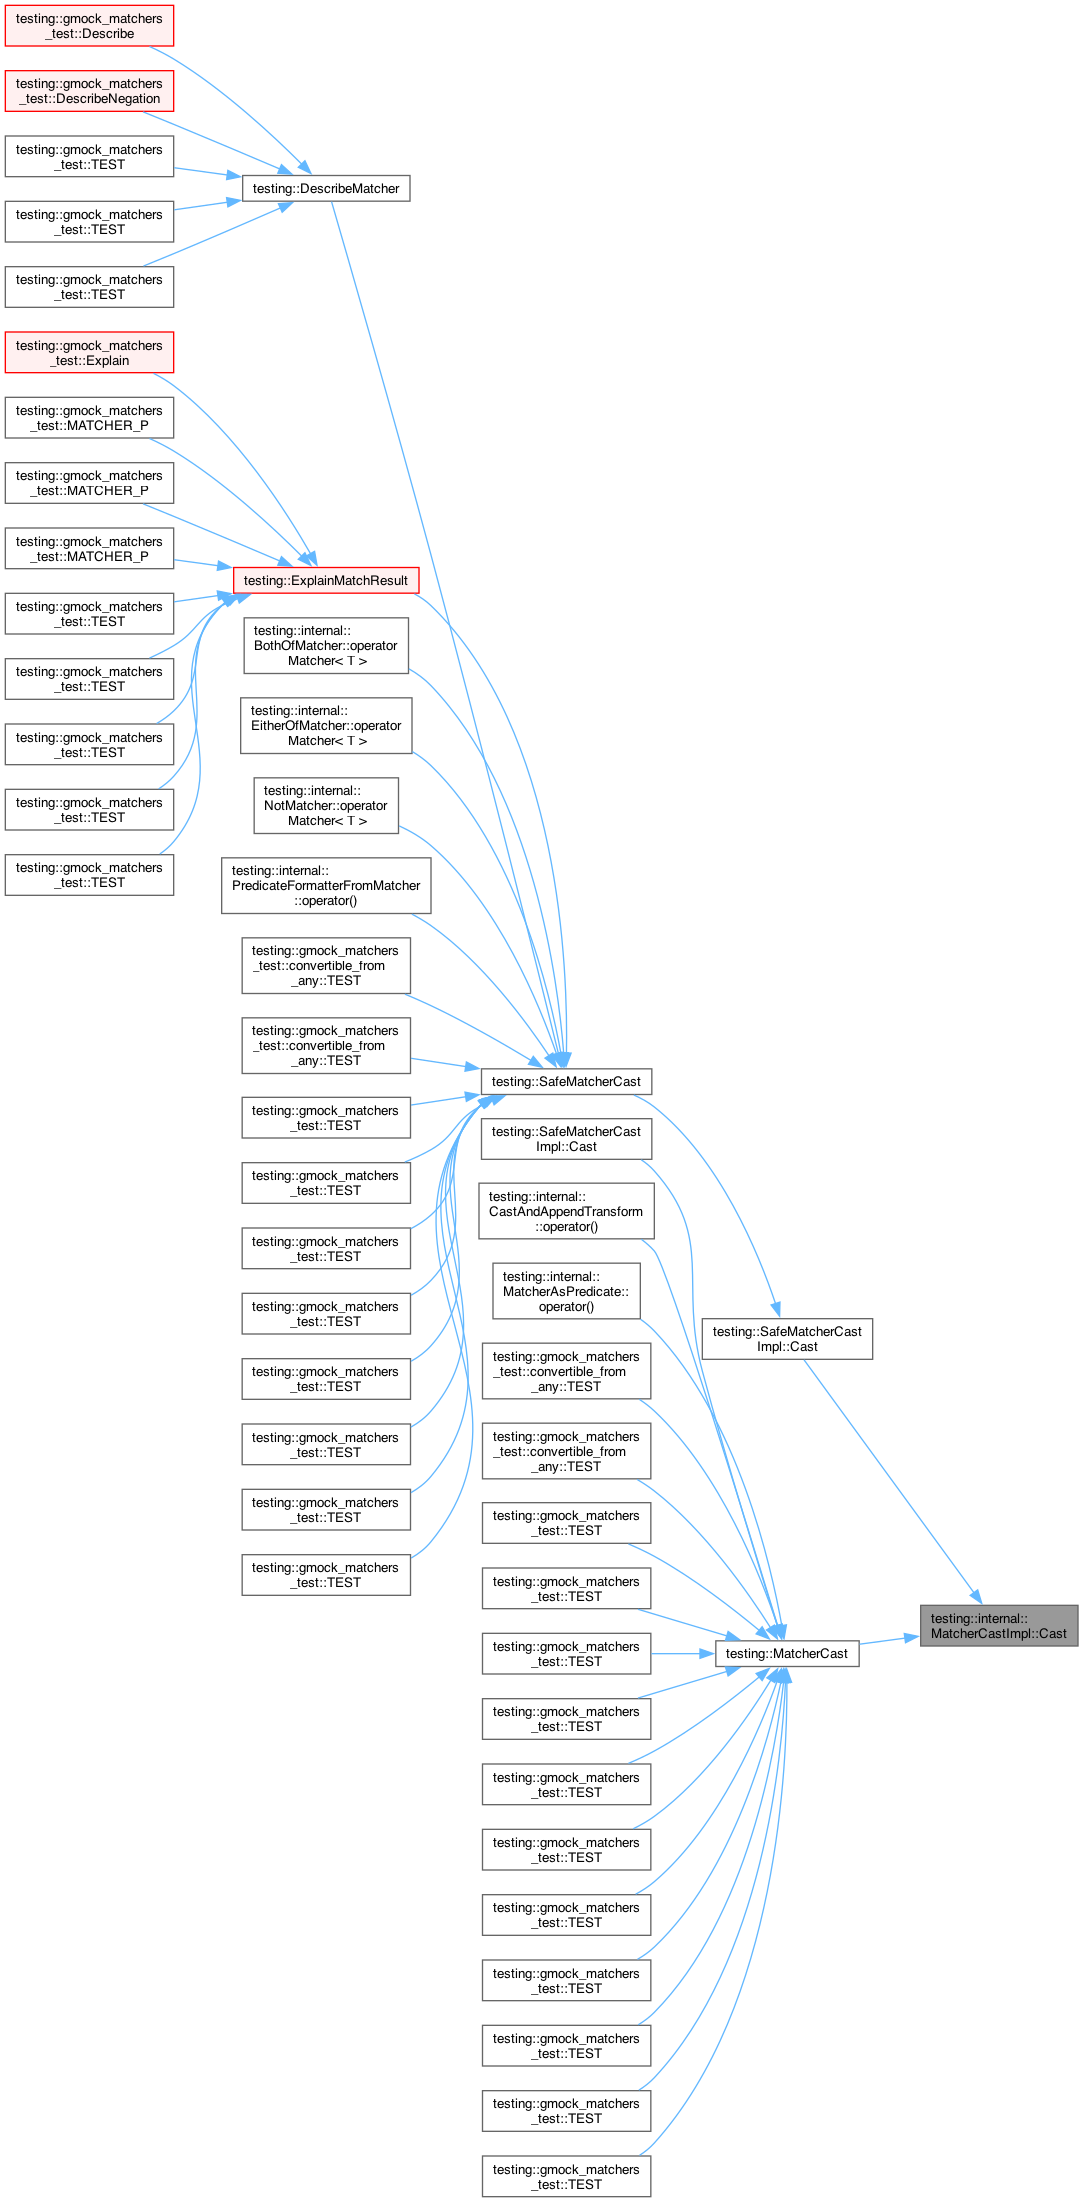 testing::gmock_matchers
_test::Describe
testing::gmock_matchers
_test::DescribeNegation
testing::gmock_matchers
_test::TEST
testing::gmock_matchers
_test::TEST
testing::gmock_matchers
_test::TEST
testing::DescribeMatcher
testing::gmock_matchers
_test::Explain
testing::gmock_matchers
_test::MATCHER_P
testing::gmock_matchers
_test::MATCHER_P
testing::gmock_matchers
_test::MATCHER_P
testing::gmock_matchers
_test::TEST
testing::gmock_matchers
_test::TEST
testing::gmock_matchers
_test::TEST
testing::gmock_matchers
_test::TEST
testing::gmock_matchers
_test::TEST
testing::ExplainMatchResult
testing::internal::
BothOfMatcher::operator
Matcher< T >
testing::internal::
EitherOfMatcher::operator
Matcher< T >
testing::internal::
NotMatcher::operator
Matcher< T >
testing::internal::
PredicateFormatterFromMatcher
::operator()
testing::gmock_matchers
_test::convertible_from
_any::TEST
testing::gmock_matchers
_test::convertible_from
_any::TEST
testing::gmock_matchers
_test::TEST
testing::gmock_matchers
_test::TEST
testing::gmock_matchers
_test::TEST
testing::gmock_matchers
_test::TEST
testing::gmock_matchers
_test::TEST
testing::gmock_matchers
_test::TEST
testing::gmock_matchers
_test::TEST
testing::gmock_matchers
_test::TEST
testing::SafeMatcherCast
testing::SafeMatcherCast
Impl::Cast
testing::internal::
CastAndAppendTransform
::operator()
testing::internal::
MatcherAsPredicate::
operator()
testing::gmock_matchers
_test::convertible_from
_any::TEST
testing::gmock_matchers
_test::convertible_from
_any::TEST
testing::gmock_matchers
_test::TEST
testing::gmock_matchers
_test::TEST
testing::gmock_matchers
_test::TEST
testing::gmock_matchers
_test::TEST
testing::gmock_matchers
_test::TEST
testing::gmock_matchers
_test::TEST
testing::gmock_matchers
_test::TEST
testing::gmock_matchers
_test::TEST
testing::gmock_matchers
_test::TEST
testing::gmock_matchers
_test::TEST
testing::gmock_matchers
_test::TEST
testing::SafeMatcherCast
Impl::Cast
testing::MatcherCast
testing::internal::
MatcherCastImpl::Cast